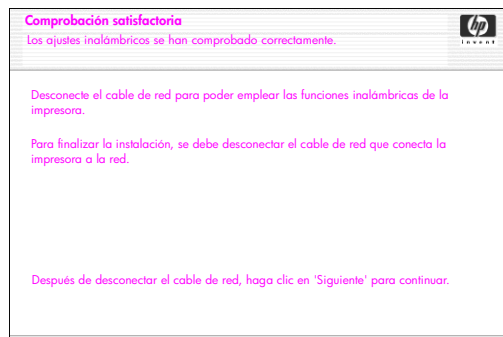 Comprobación satisfactoria
Los ajustes inalámbricos se han comprobado correctamente.
hp
invent
Desconecte el cable de red para poder emplear las funciones inalámbricas de la
impresora.
Para finalizar la instalación, se debe desconectar el cable de red que conecta la
impresora a la red.
Después de desconectar el cable de red, haga clic en 'Siguiente' para continuar.